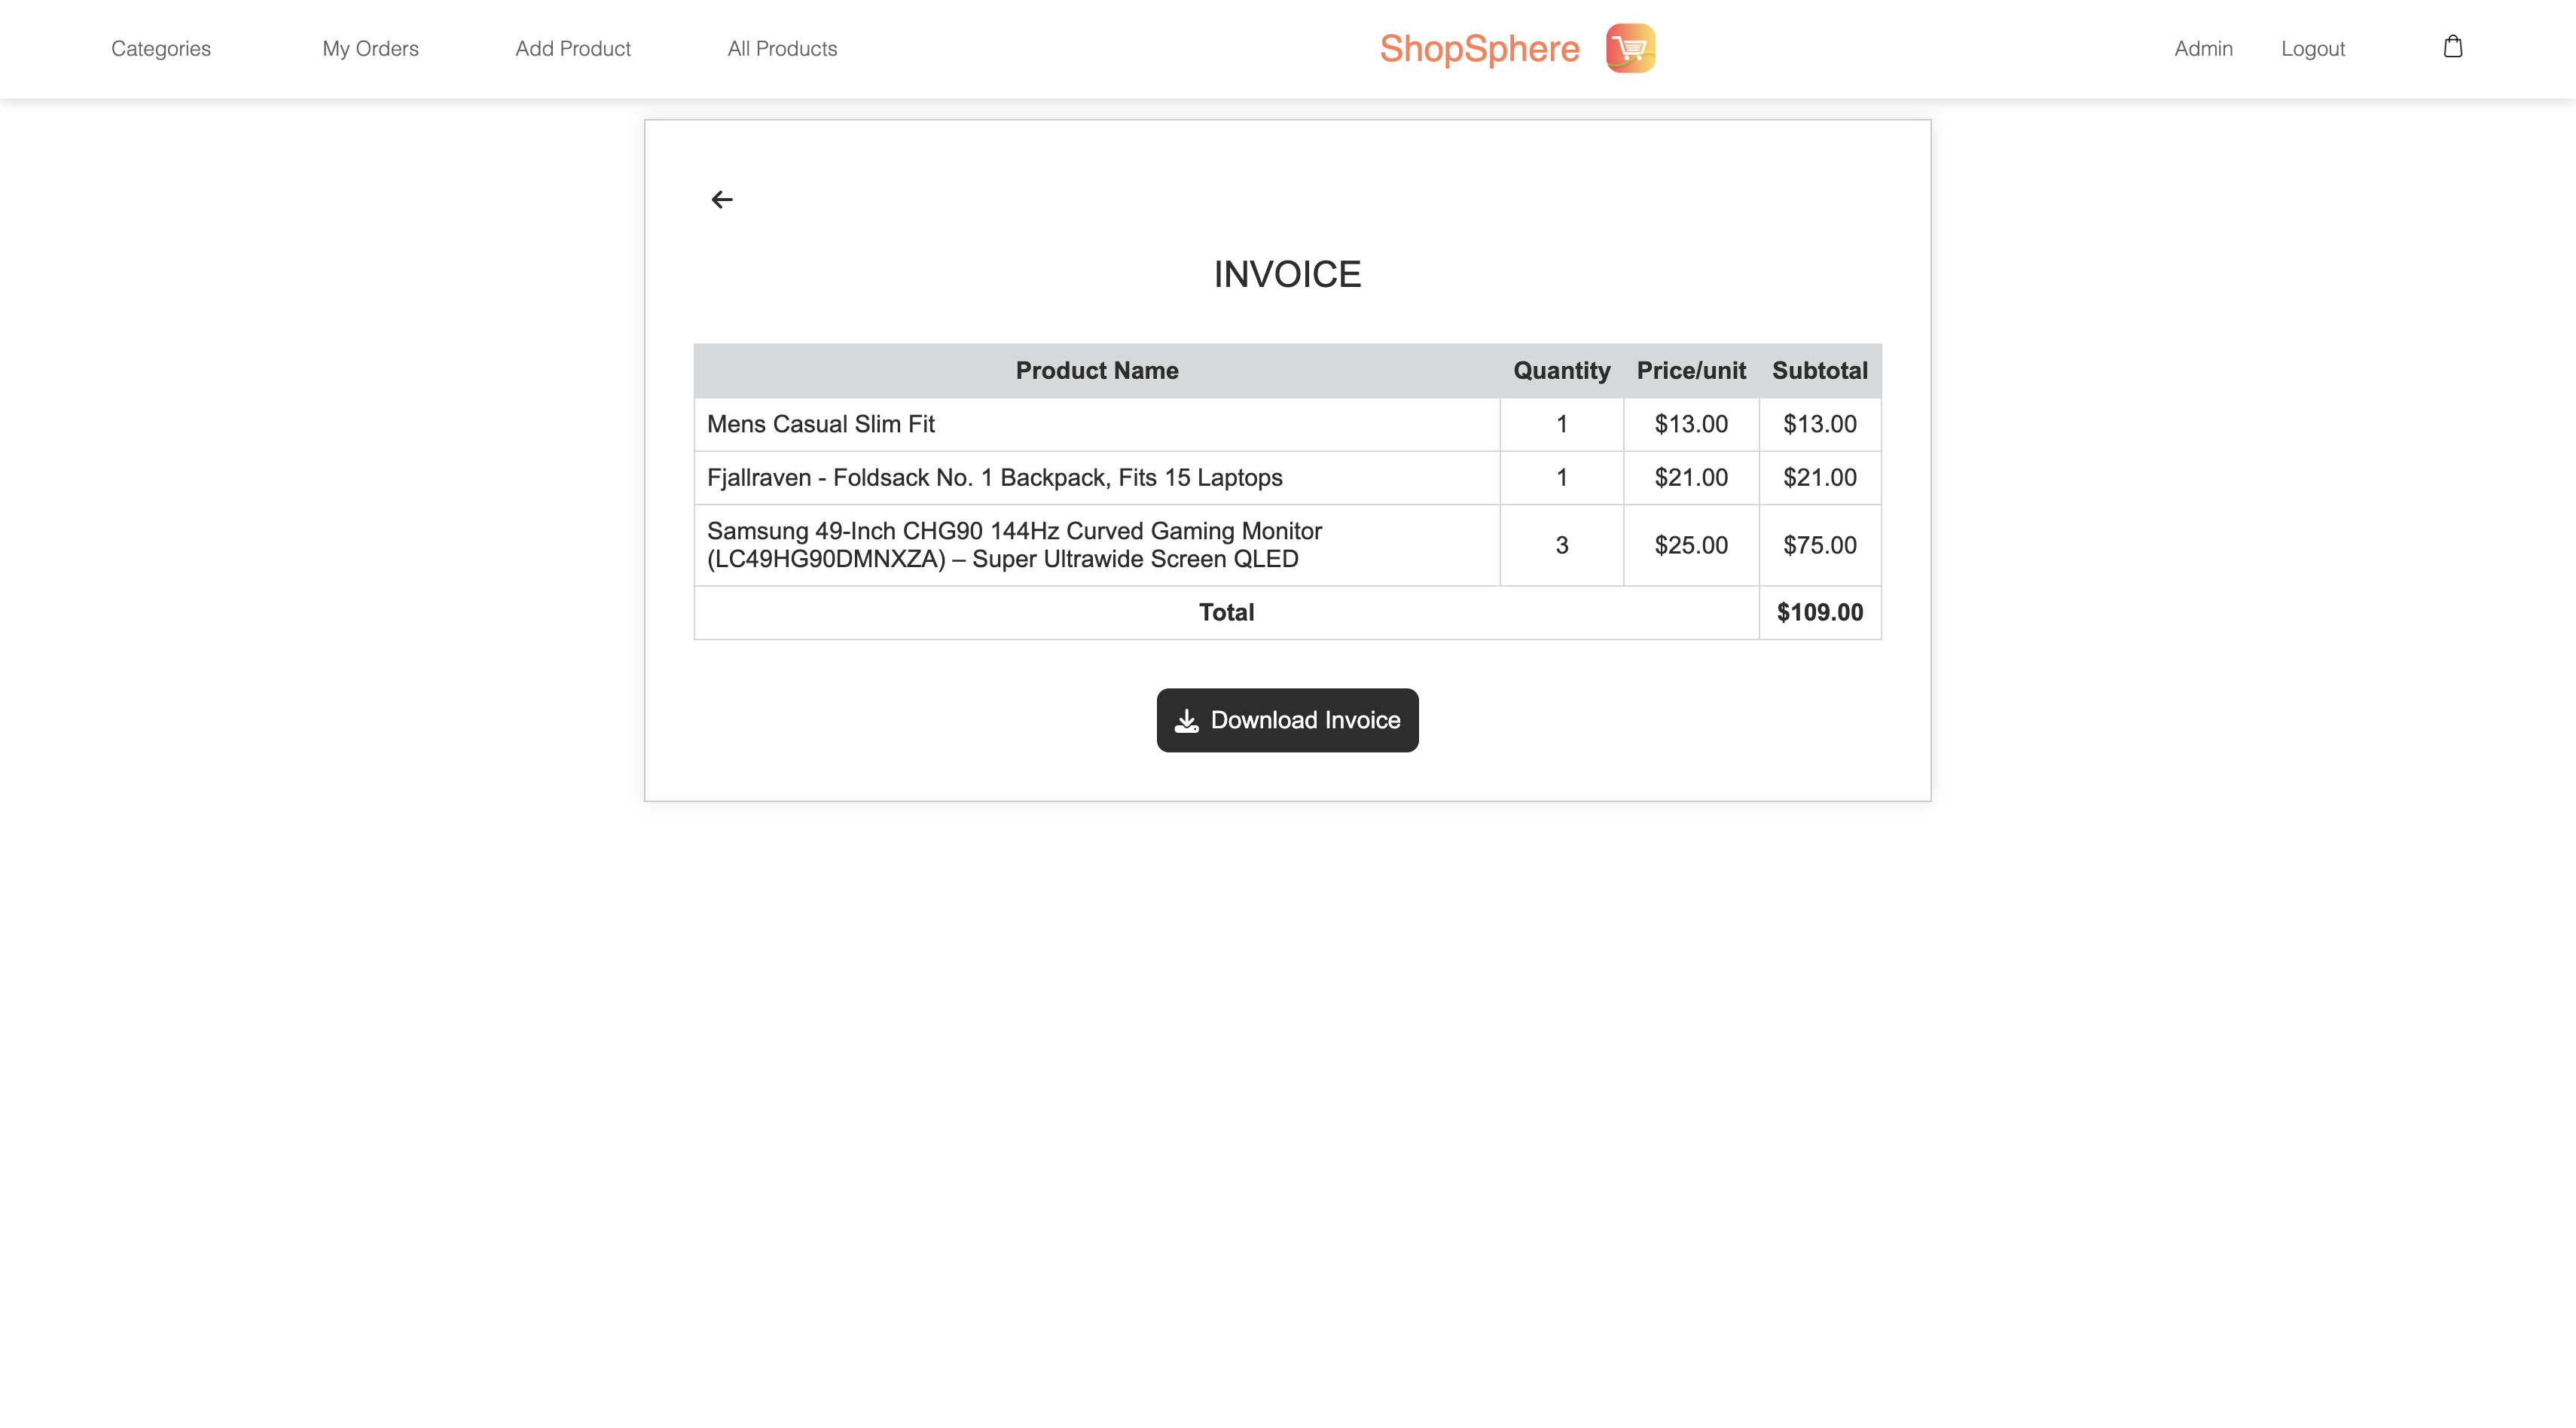 Categories My Orders Add Product All Products ShopSphere Admin Logout
INVOICE
Product Name Quantity Price/unit Subtotal
Mens Casual Slim Fit 1 $13.00 $13.00
Fjallraven - Foldsack No. 1 Backpack, Fits 15 Laptops 1 $21.00 $21.00
Samsung 49-Inch CHG90 144Hz Curved Gaming Monitor
(LC49HG90DMNXZA) – Super Ultrawide Screen QLED 3 $25.00 $75.00
Total $109.00
Download Invoice